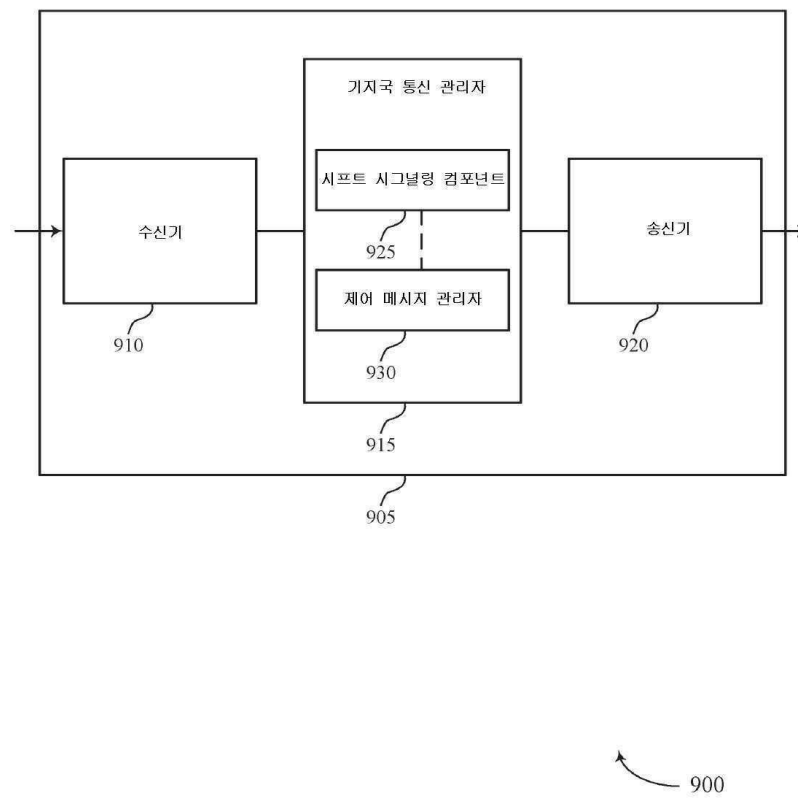 기지국 통신 관리자
시프트 시그널링 컴포넌트
925
수신기
910
제어 메시지 관리자
930
915
송신기
920
905
900